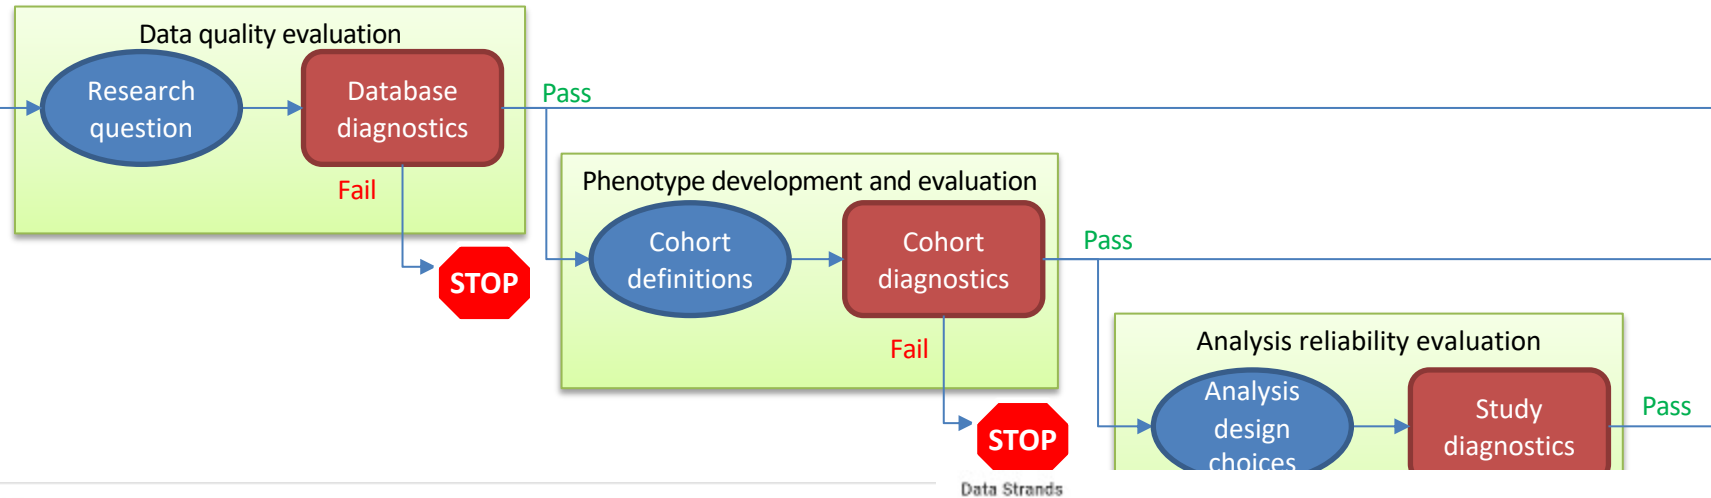 Data quality evaluation
Research
question
Database
diagnostics
Pass
Fail
STOP
Phenotype development and evaluation
Cohort
definitions
Cohort
diagnostics
Pass
Fail
STOP
Analysis reliability evaluation
Analysis
design
choices
Study
diagnostics
Pass
Data Strands